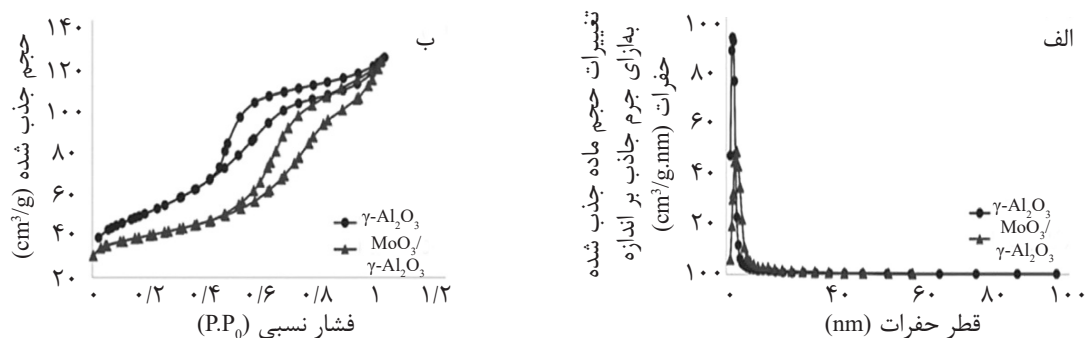 الف
تغییرات حجم ماده جذب شده
به‌ازای جرم جاذب بر اندازه
حفرات (cm³/g.nm)
۱۰۰
۸۰
۶۰
۴۰
۲۰
۱۰۰
۰ ۴۰ ۶۰ ۸۰ ۱۰۰
قطر حفرات (nm)
γ-Al₂O₃
MoO₃/
γ-Al₂O₃
ب
حجم جذب شده (cm³/g)
۱۴۰
۱۲۰
۱۰۰
۸۰
۶۰
۴۰
۲۰
۰ ۰/۲ ۰/۴ ۰/۶ ۰/۸ ۱ ۱/۲
فشار نسبی (P.P₀)
γ-Al₂O₃
MoO₃/
γ-Al₂O₃